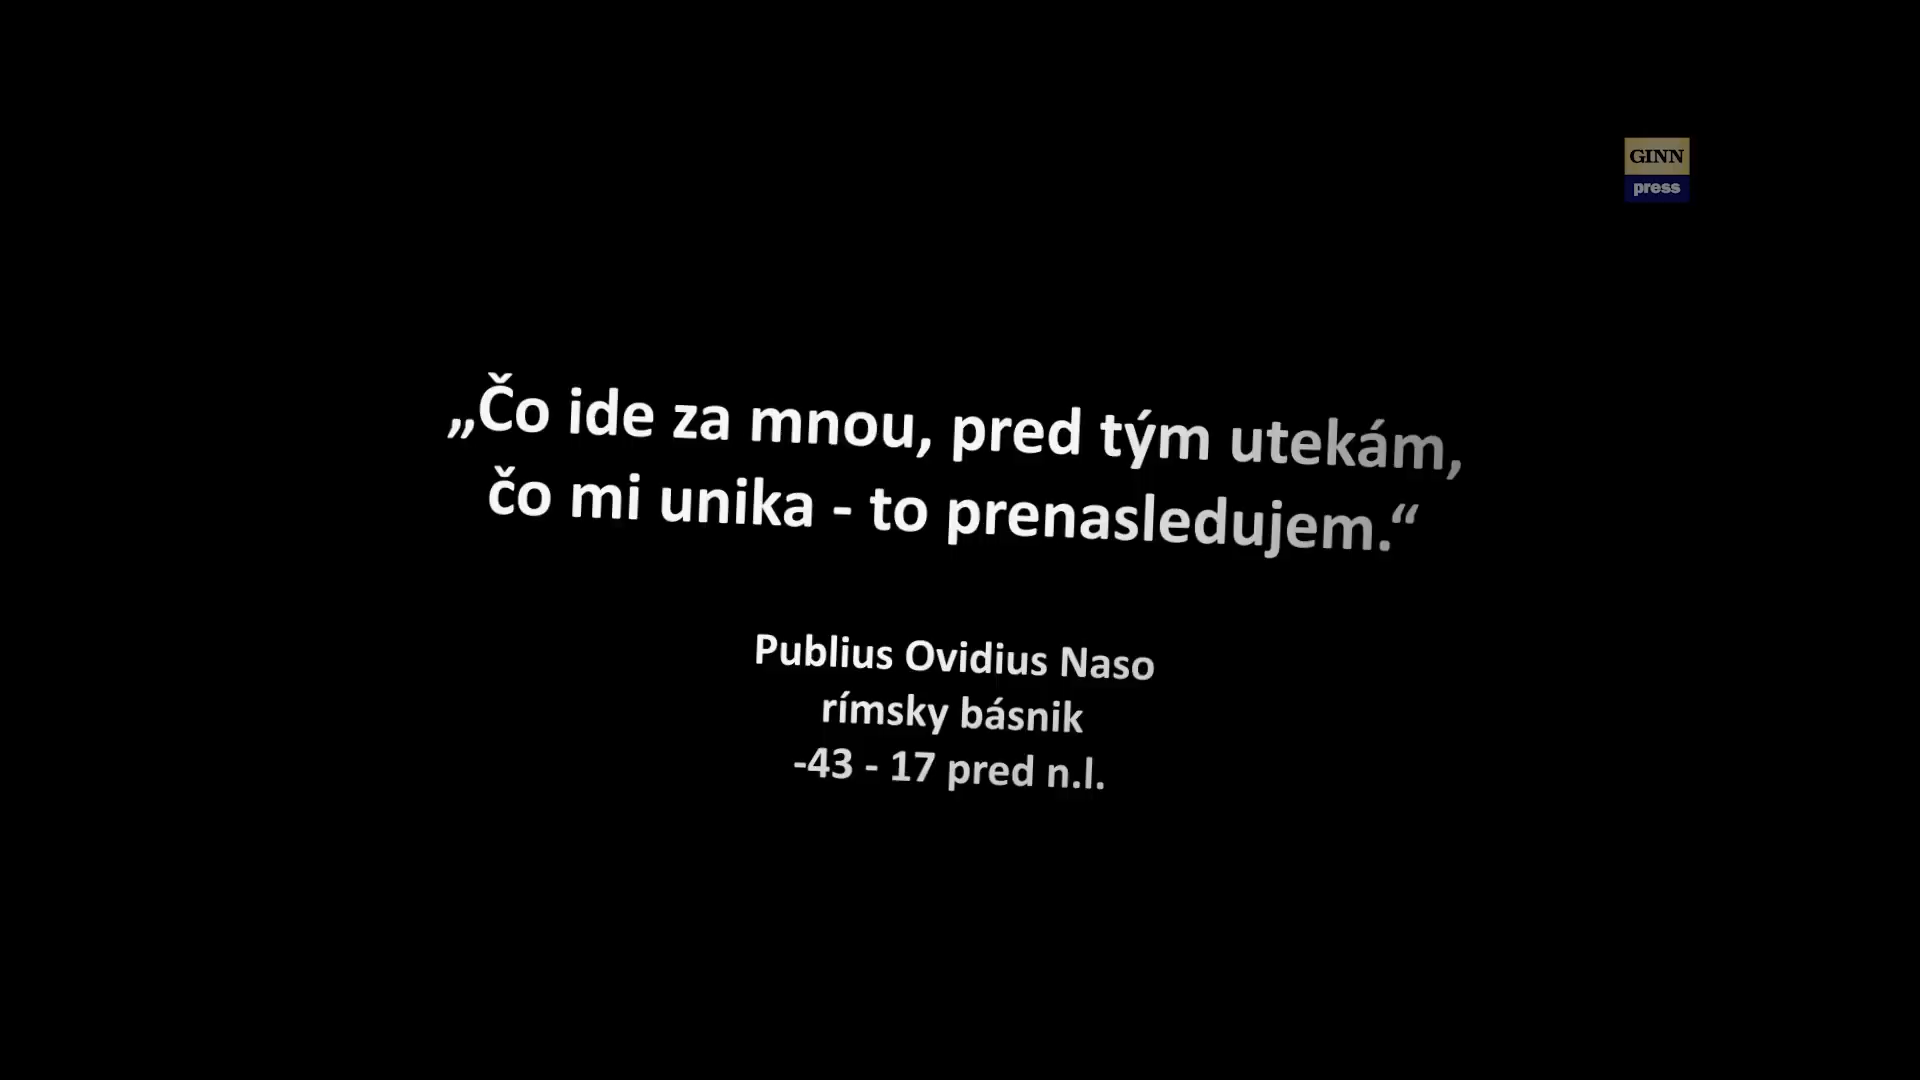 GINN
press
„Čo ide za mnou, pred tým utekám,
čo mi unika - to prenasledujem.“
Publius Ovidius Naso
rímsky básnik
-43 - 17 pred n.l.